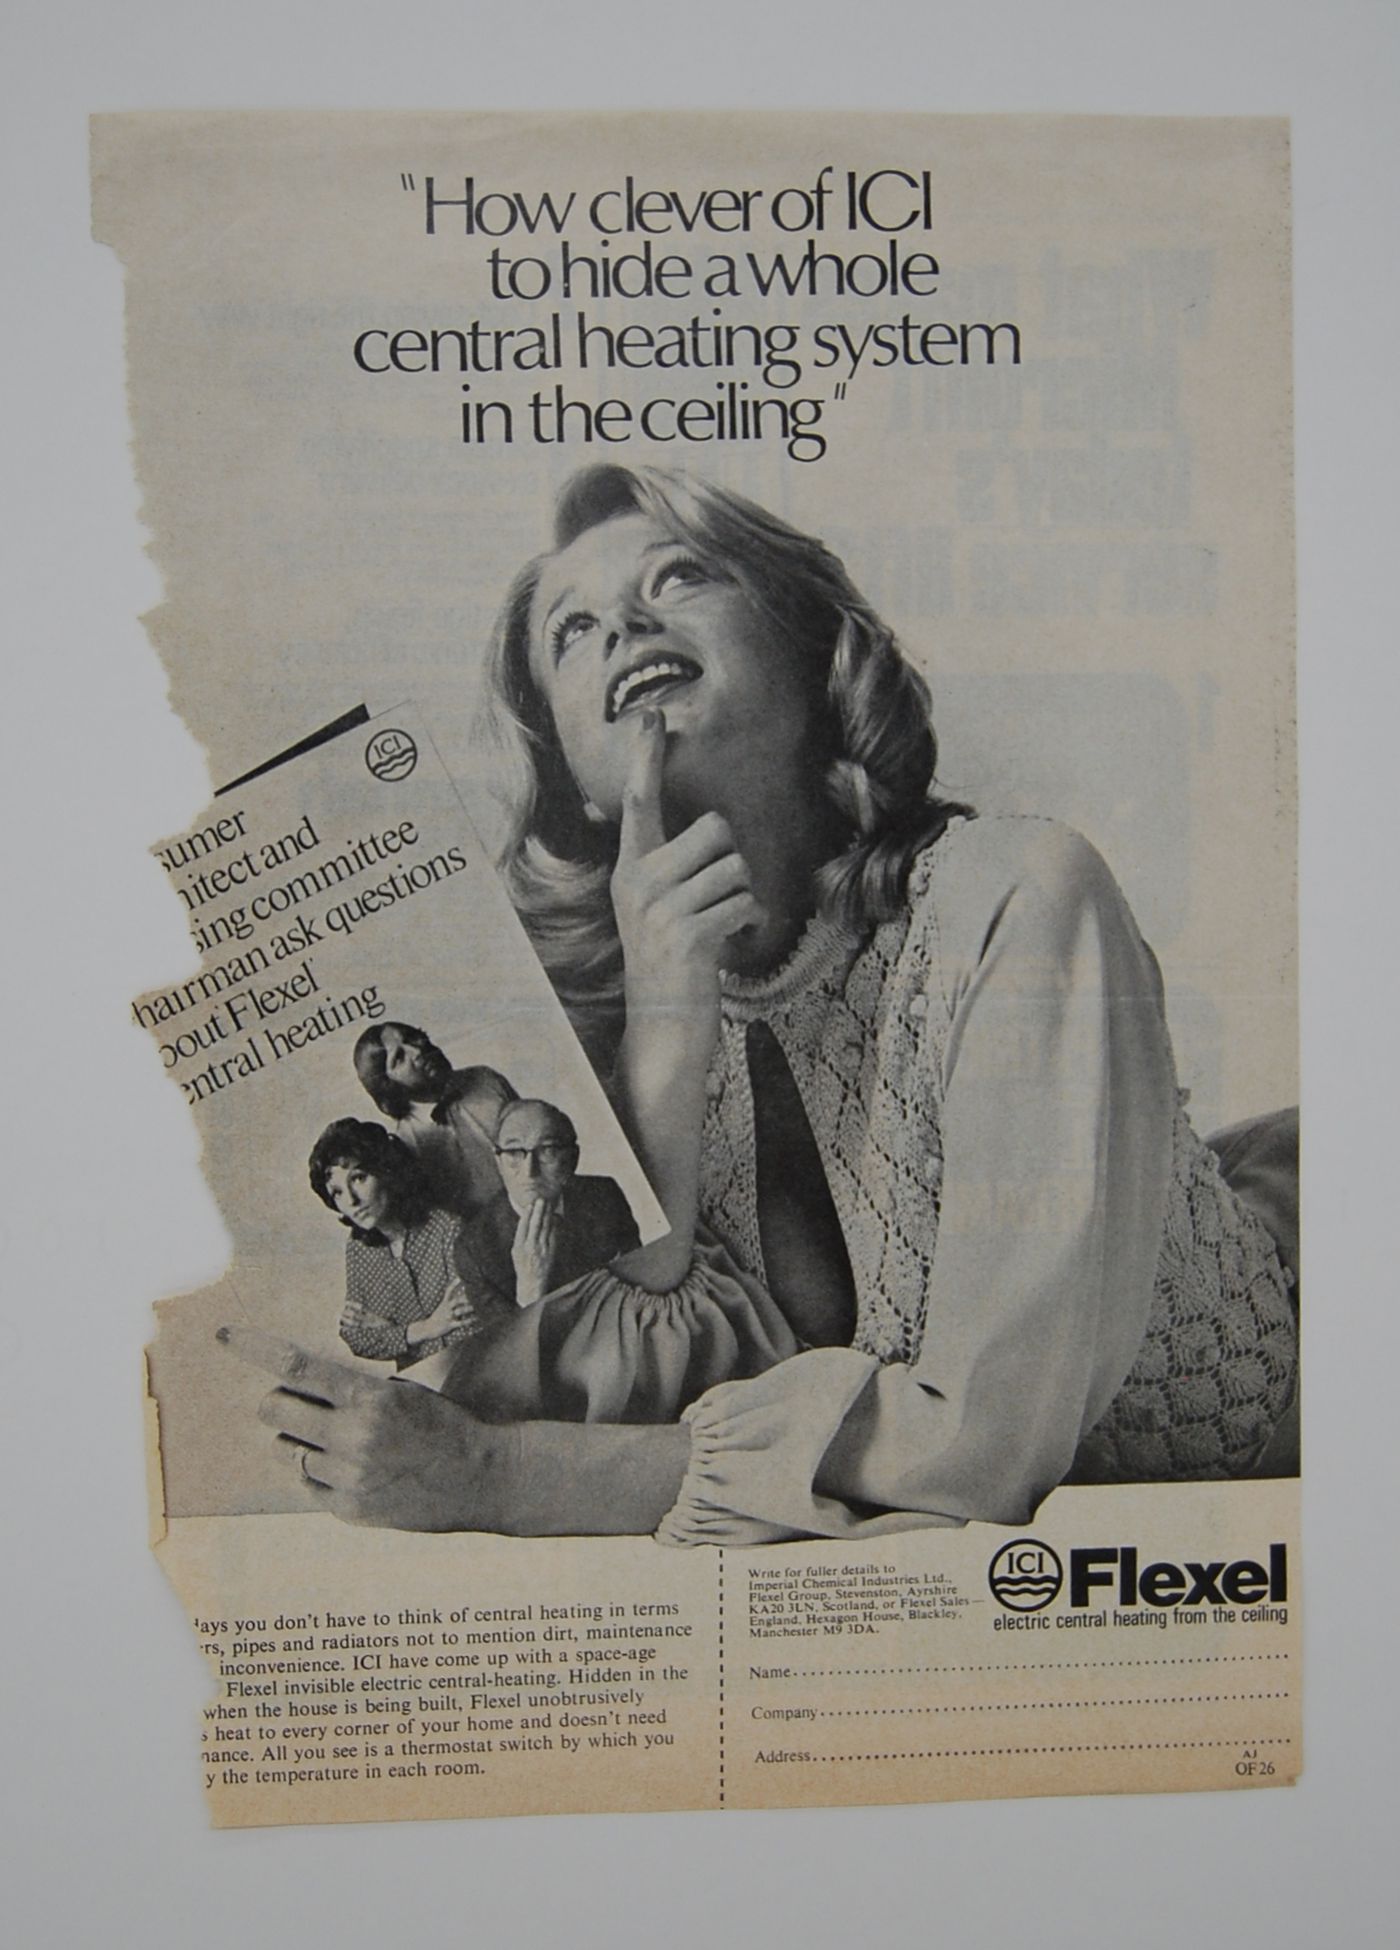 "How clever of ICI
to hide a whole
central heating system
in the ceiling"
ICI
sumer
hitect and
sing committee
hairman ask questions
bout 'Flexel'
entral heating
days you don't have to think of central heating in terms
rs, pipes and radiators not to mention dirt, maintenance
inconvenience. ICI have come up with a space-age
Flexel invisible electric central-heating. Hidden in the
when the house is being built, Flexel unobtrusively
s heat to every corner of your home and doesn't need
nance. All you see is a thermostat switch by which you
y the temperature in each room.
Write for fuller details to
Imperial Chemical Industries Ltd.,
Flexel Group, Stevenston, Ayrshire
KA20 3LN, Scotland, or Flexel Sales—
England, Hexagon House, Blackley,
Manchester M9 3DA.
ICI Flexel
electric central heating from the ceiling
Name
Company
Address
AJ
OF26